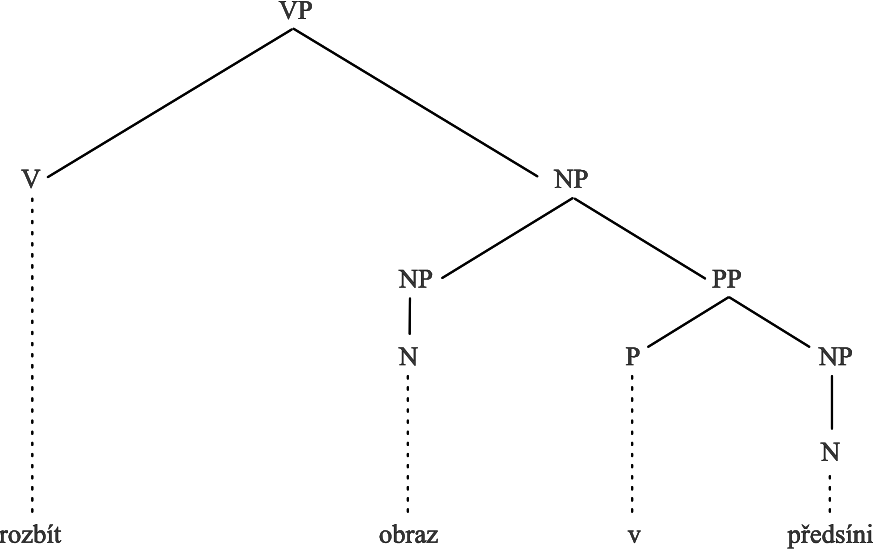 VP
V NP
NP PP
N P NP
N
rozbít obraz v předsíni